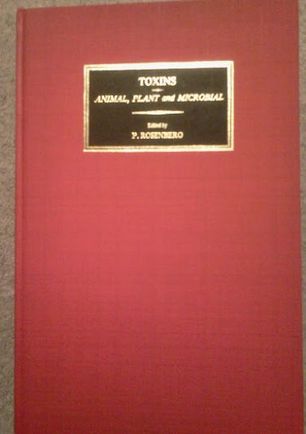 TOXINS
ANIMAL, PLANT and MICROBIAL
Edited by
P. ROSENBERG